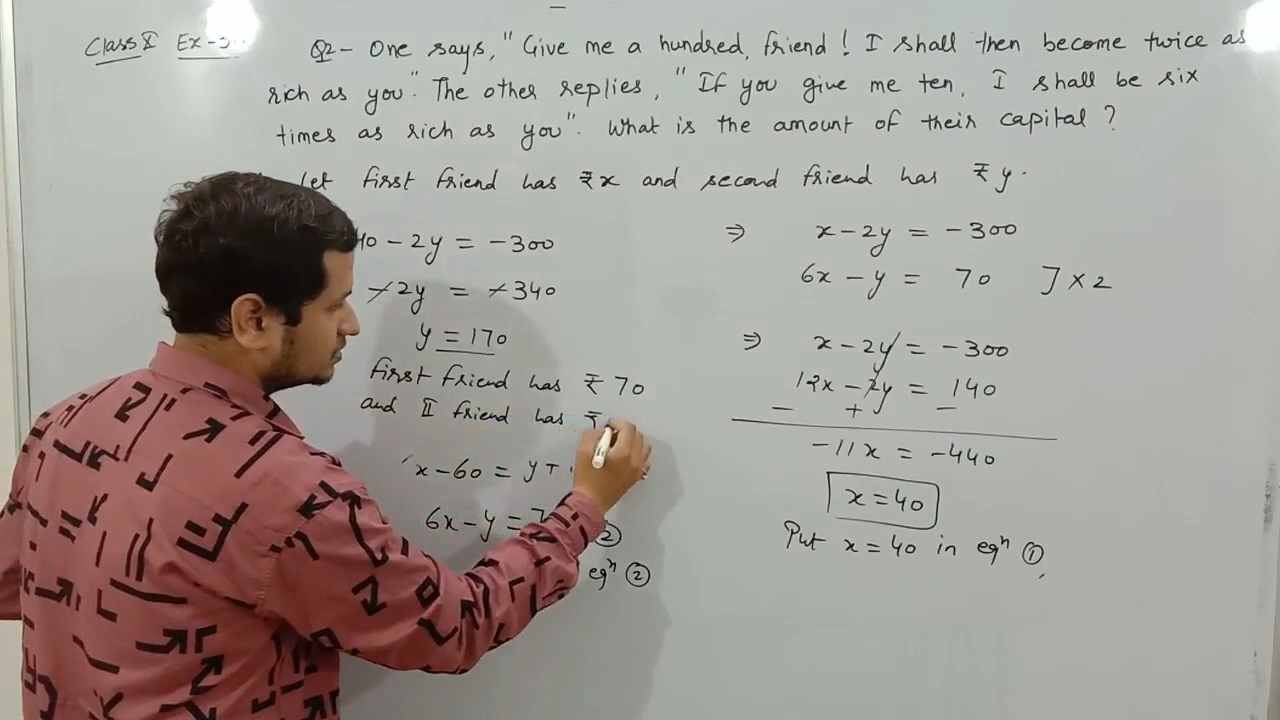 Class X Ex-3..
Q2- One says, "Give me a hundred, friend! I shall then become twice as
rich as you". The other replies, "If you give me ten, I shall be six
times as rich as you". What is the amount of their capital?
Let first friend has ₹x and second friend has ₹y.
40 - 2y = -300
-2y = -340
y = 170
first friend has ₹ 70
and II friend has ₹
x - 60 = y +
6x - y = 7
②
eqⁿ ②
⇒ x - 2y = -300
6x - y = 70 ] × 2
⇒ x - 2y = -300
12x - 2y = 140
- + -
-11x = -440
x = 40
Put x = 40 in eqⁿ ①,